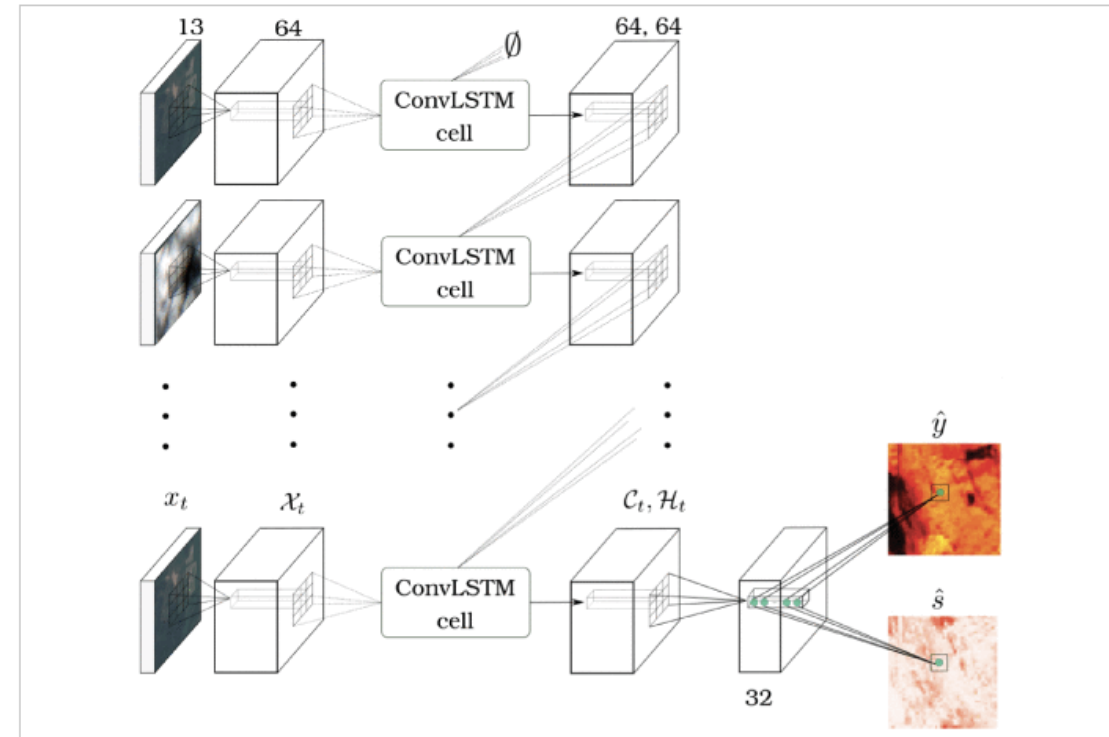 13
64
∅
64, 64
ConvLSTM
cell
ConvLSTM
cell
x_t
𝒳_t
𝒞_t, ℋ_t
ConvLSTM
cell
32
ŷ
ŝ